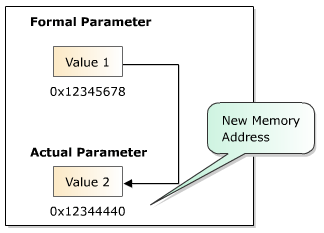 Formal Parameter
Value 1
0x12345678
New Memory
Address
Actual Parameter
Value 2
0x12344440